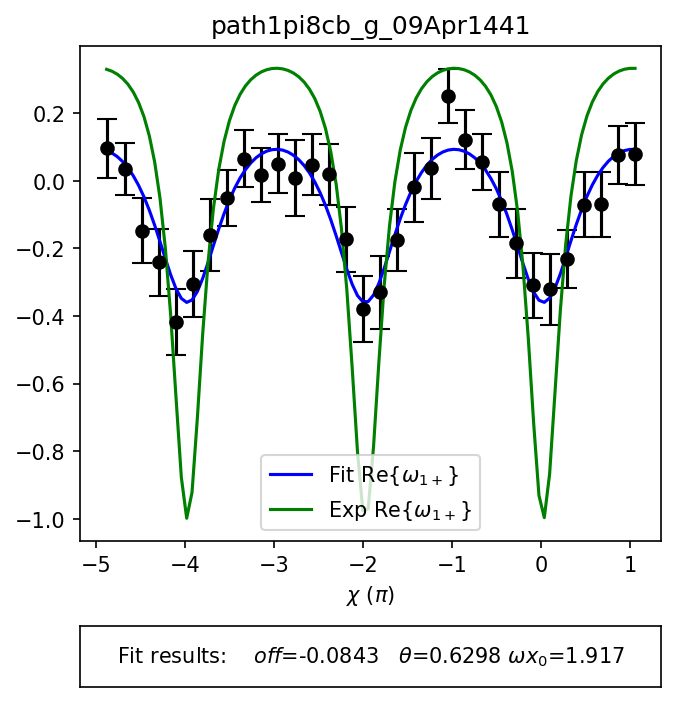 path1pi8cb_g_09Apr1441
0.2
0.0
−0.2
−0.4
−0.6
−0.8
−1.0
Fit Re{ω₁₊}
Exp Re{ω₁₊}
−5 −4 −3 −2 −1 0 1
χ (π)
Fit results: off=-0.0843 θ=0.6298 ωx₀=1.917